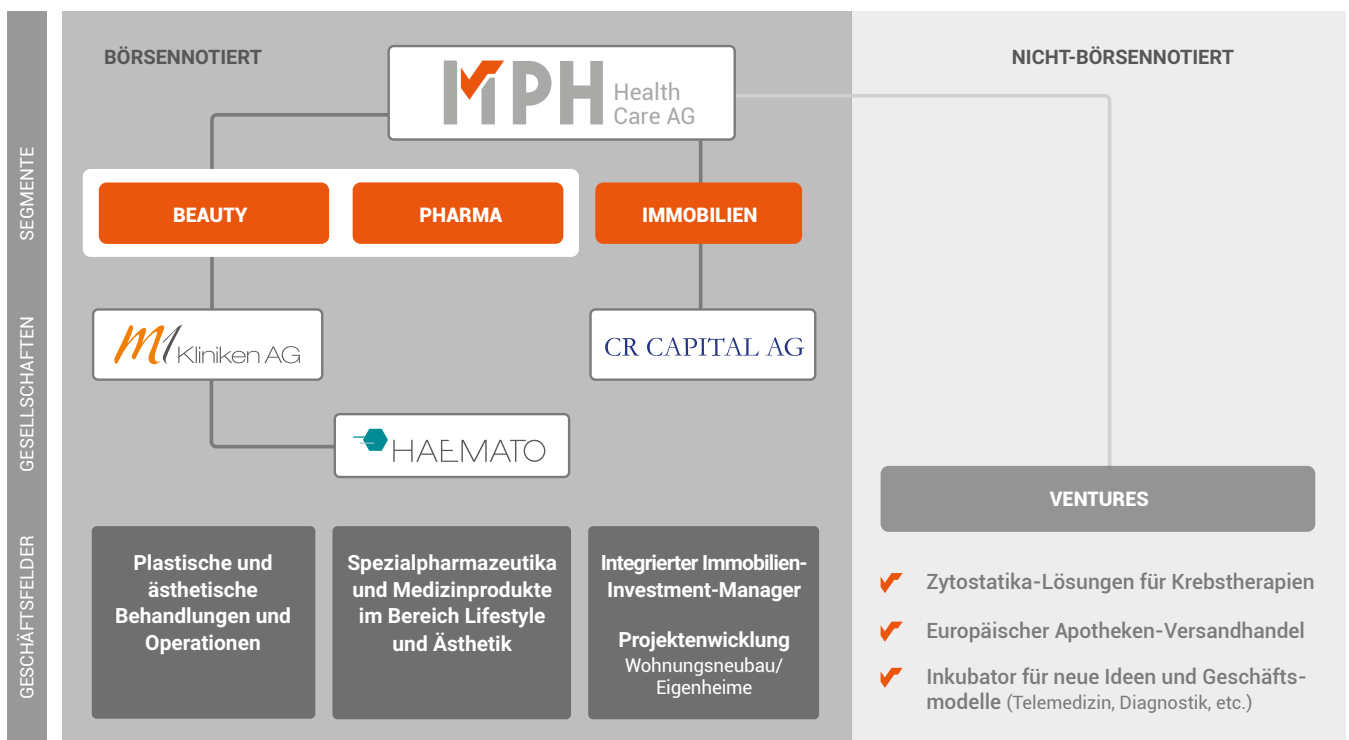 BÖRSENNOTIERT
NICHT-BÖRSENNOTIERT
MPH Health
Care AG
SEGMENTE
BEAUTY
PHARMA
IMMOBILIEN
GESELLSCHAFTEN
M1 Kliniken AG
CR CAPITAL AG
HAEMATO
VENTURES
GESCHÄFTSFELDER
Plastische und
ästhetische
Behandlungen und
Operationen
Spezialpharmazeutika
und Medizinprodukte
im Bereich Lifestyle
und Ästhetik
Integrierter Immobilien-
Investment-Manager
Projektenwicklung
Wohnungsneubau/
Eigenheime
Zytostatika-Lösungen für Krebstherapien
Europäischer Apotheken-Versandhandel
Inkubator für neue Ideen und Geschäfts-
modelle (Telemedizin, Diagnostik, etc.)